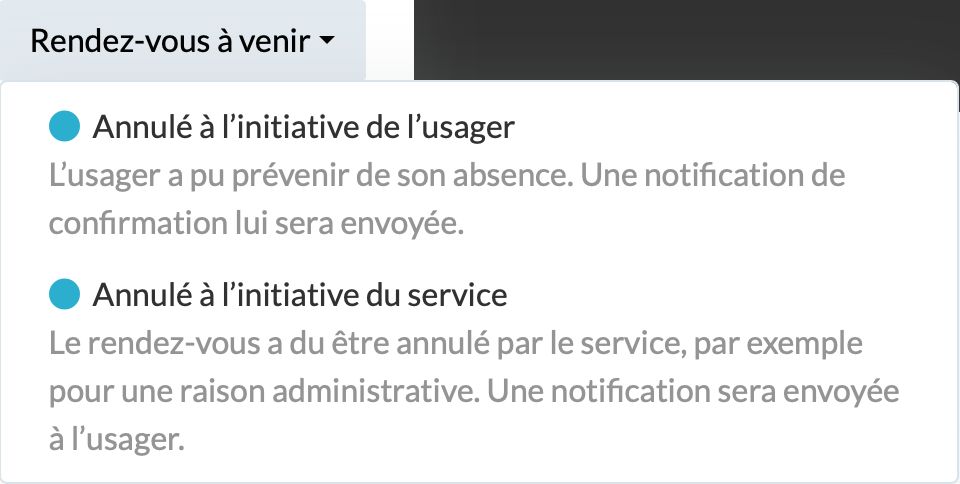 Rendez-vous à venir
Annulé à l’initiative de l’usager
L’usager a pu prévenir de son absence. Une notification de
confirmation lui sera envoyée.
Annulé à l’initiative du service
Le rendez-vous a du être annulé par le service, par exemple
pour une raison administrative. Une notification sera envoyée
à l’usager.